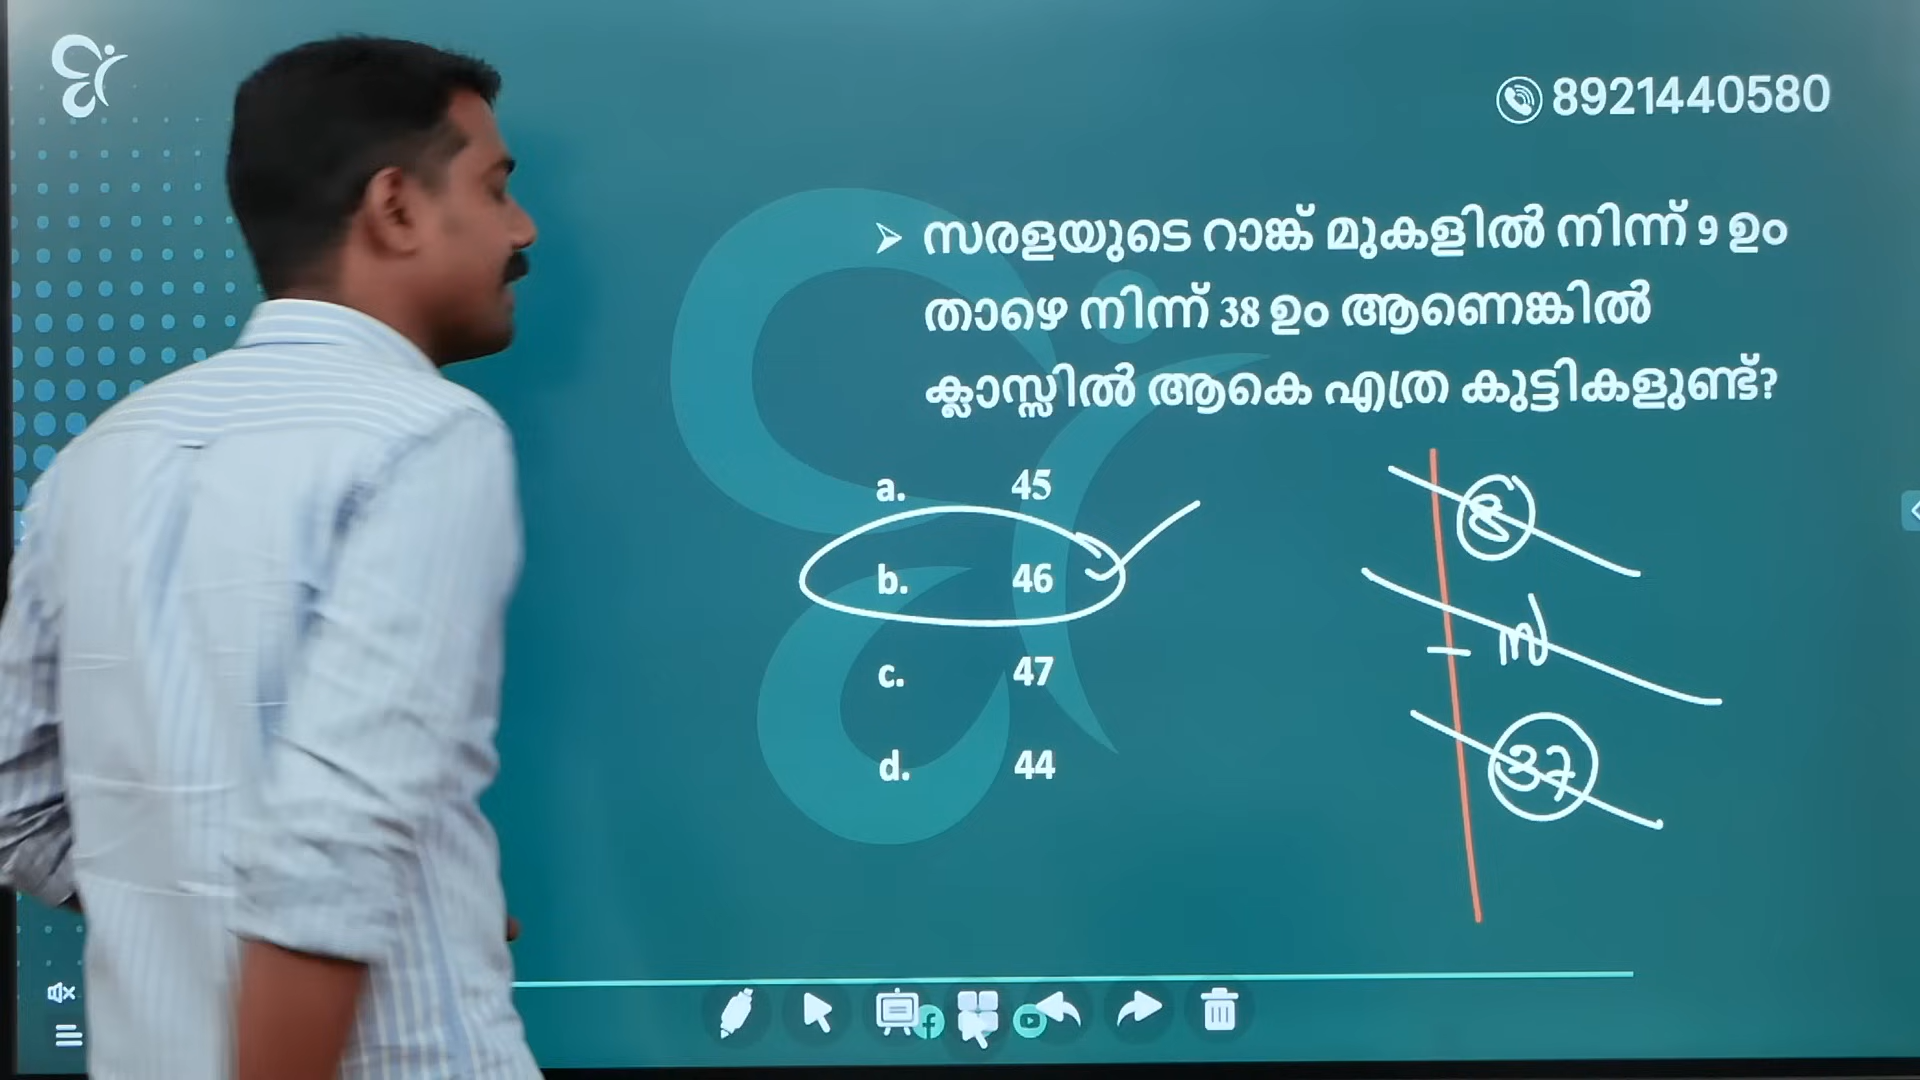 8921440580
➢ സരളയുടെ റാങ്ക് മുകളിൽ നിന്ന് 9 ഉം
താഴെ നിന്ന് 38 ഉം ആണെങ്കിൽ
ക്ലാസ്സിൽ ആകെ എത്ര കുട്ടികളുണ്ട്?
a. 45
b. 46
c. 47
d. 44
8
സ
37